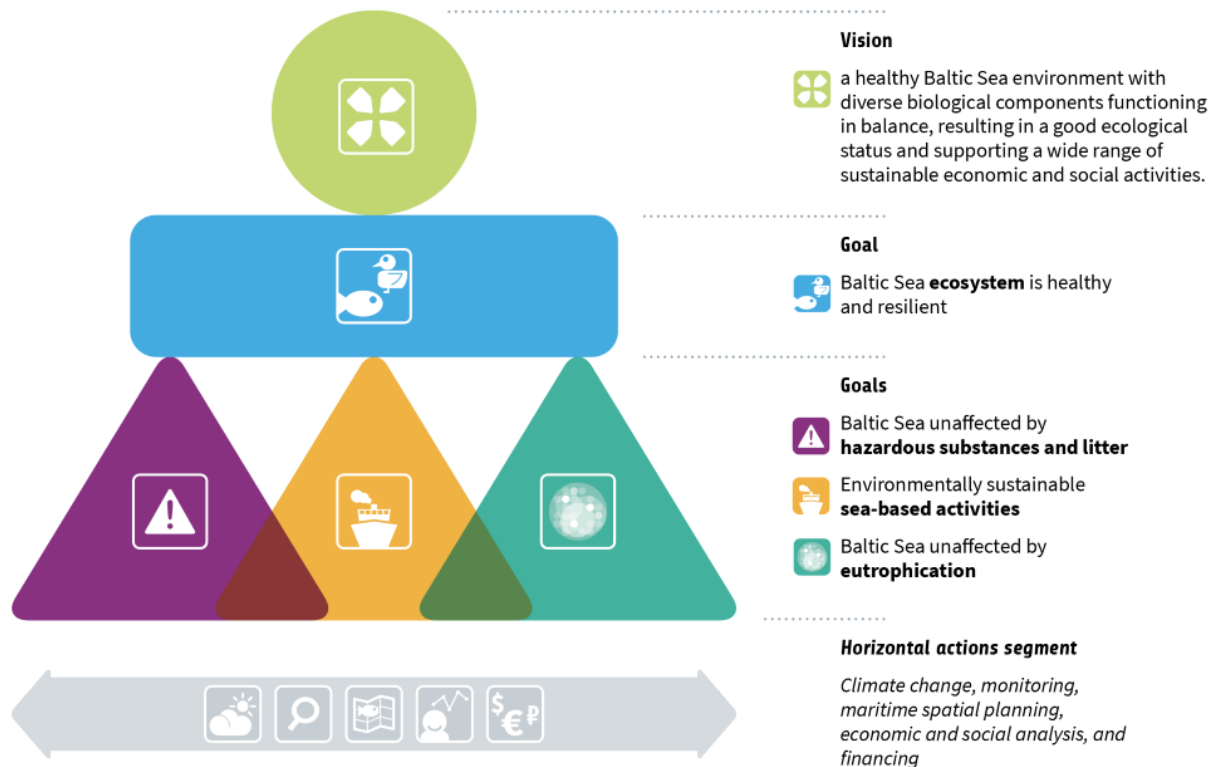 Vision
a healthy Baltic Sea environment with
diverse biological components functioning
in balance, resulting in a good ecological
status and supporting a wide range of
sustainable economic and social activities.
Goal
Baltic Sea ecosystem is healthy
and resilient
Goals
Baltic Sea unaffected by
hazardous substances and litter
Environmentally sustainable
sea-based activities
Baltic Sea unaffected by
eutrophication
Horizontal actions segment
Climate change, monitoring,
maritime spatial planning,
economic and social analysis, and
financing
$ € ₽